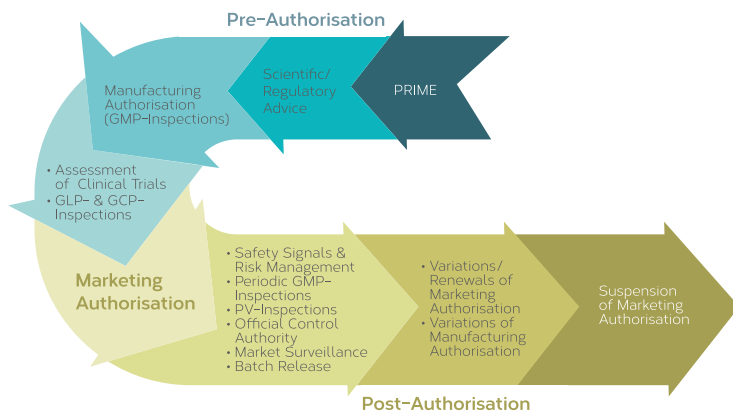 Pre-Authorisation
PRIME
Scientific/
Regulatory
Advice
Manufacturing
Authorisation
(GMP-Inspections)
• Assessment
of Clinical Trials
• GLP- & GCP-
Inspections
Marketing
Authorisation
• Safety Signals &
Risk Management
• Periodic GMP-
Inspections
• PV-Inspections
• Official Control
Authority
• Market Surveillance
• Batch Release
• Variations/
Renewals of
Marketing
Authorisation
• Variations of
Manufacturing
Authorisation
Suspension
of Marketing
Authorisation
Post-Authorisation